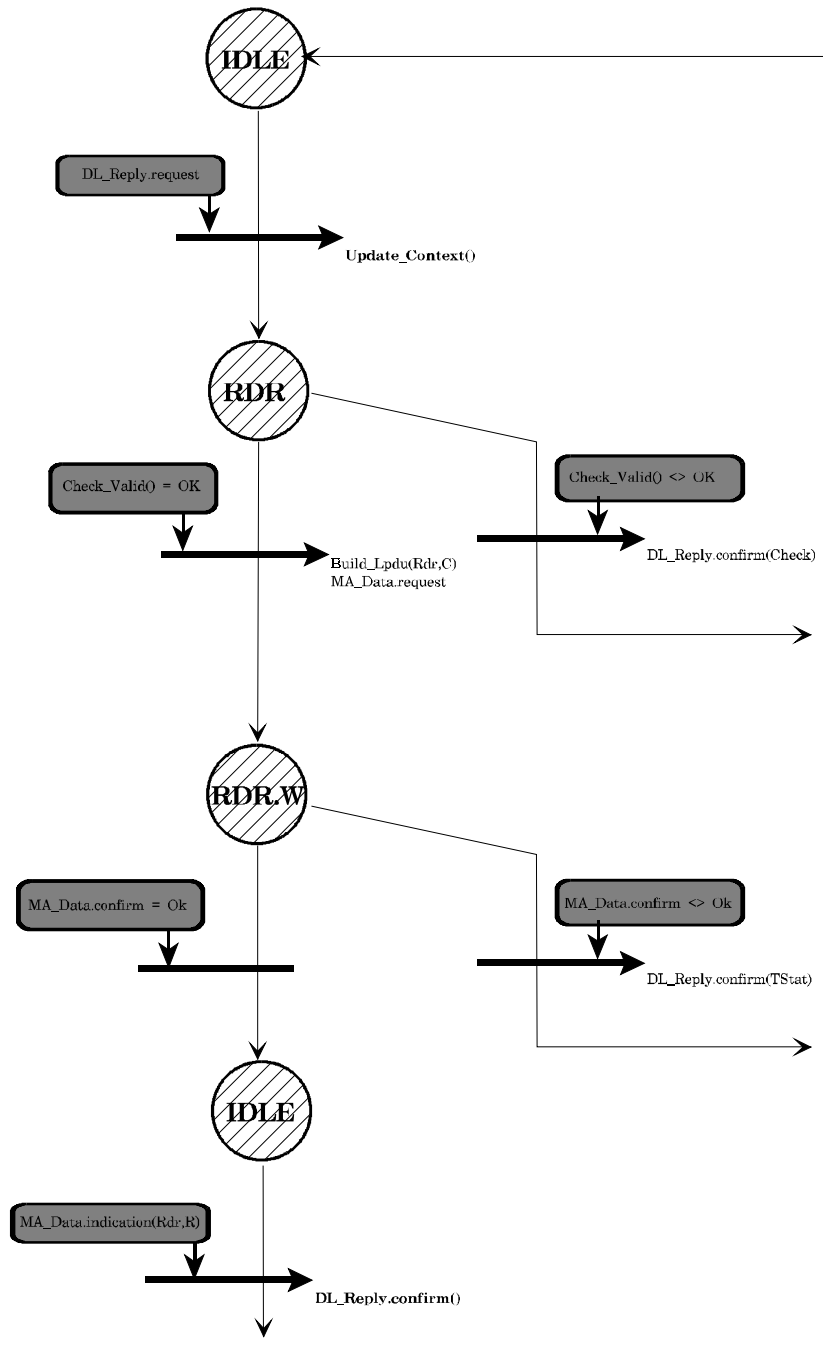 IDLE
DL_Reply.request
Update_Context()
RDR
Check_Valid() = OK
Check_Valid() <> OK
Build_Lpdu(Rdr,C)
MA_Data.request
DL_Reply.confirm(Check)
RDR.W
MA_Data.confirm = Ok
MA_Data.confirm <> Ok
DL_Reply.confirm(TStat)
IDLE
MA_Data.indication(Rdr,R)
DL_Reply.confirm()